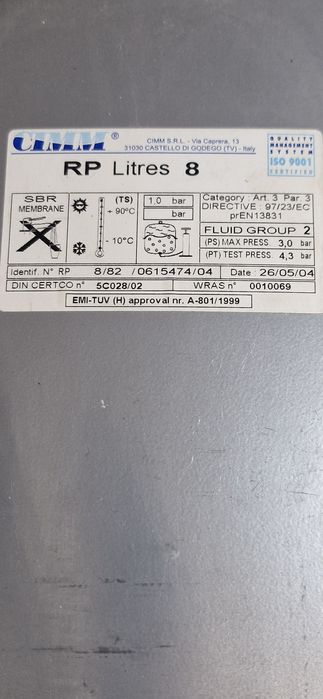 CIMM ®
CIMM S.R.L. - Via Caprera, 13
31030 CASTELLO DI GODEGO (TV) - Italy
QUALITY
MANAGEMENT
SYSTEM
ISO 9001
CERTIFIED
RP Litres 8
SBR
MEMBRANE
(TS)
+ 90°C
- 10°C
1,0 bar
bar
Category : Art. 3 Par. 3
DIRECTIVE : 97/23/EC
prEN13831
FLUID GROUP 2
(PS) MAX PRESS. 3,0 bar
(PT) TEST PRESS. 4,3 bar
Identif. N° RP 8/82 /0615474/04 Date : 26/05/04
DIN CERTCO n° 5C028/02 WRAS n° 0010069
EMI-TUV (H) approval nr. A-801/1999